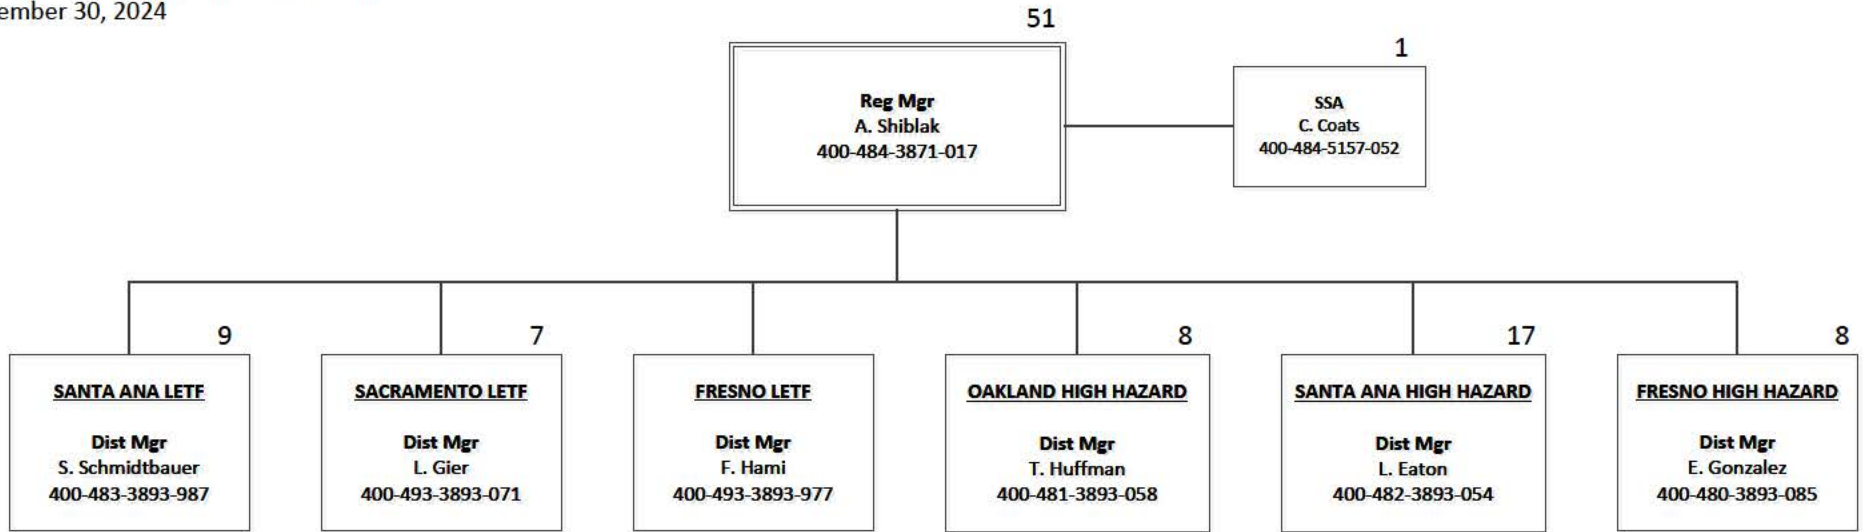 30, 2024
51
1
Reg Mgr
A. Shiblak
400-484-3871-017
SSA
C. Coats
400-484-5157-052
9
7
8
17
8
SANTA ANA LETF
Dist Mgr
S. Schmidtbauer
400-483-3893-987
SACRAMENTO LETF
Dist Mgr
L. Gier
400-493-3893-071
FRESNO LETF
Dist Mgr
F. Hami
400-493-3893-977
OAKLAND HIGH HAZARD
Dist Mgr
T. Huffman
400-481-3893-058
SANTA ANA HIGH HAZARD
Dist Mgr
L. Eaton
400-482-3893-054
FRESNO HIGH HAZARD
Dist Mgr
E. Gonzalez
400-480-3893-085